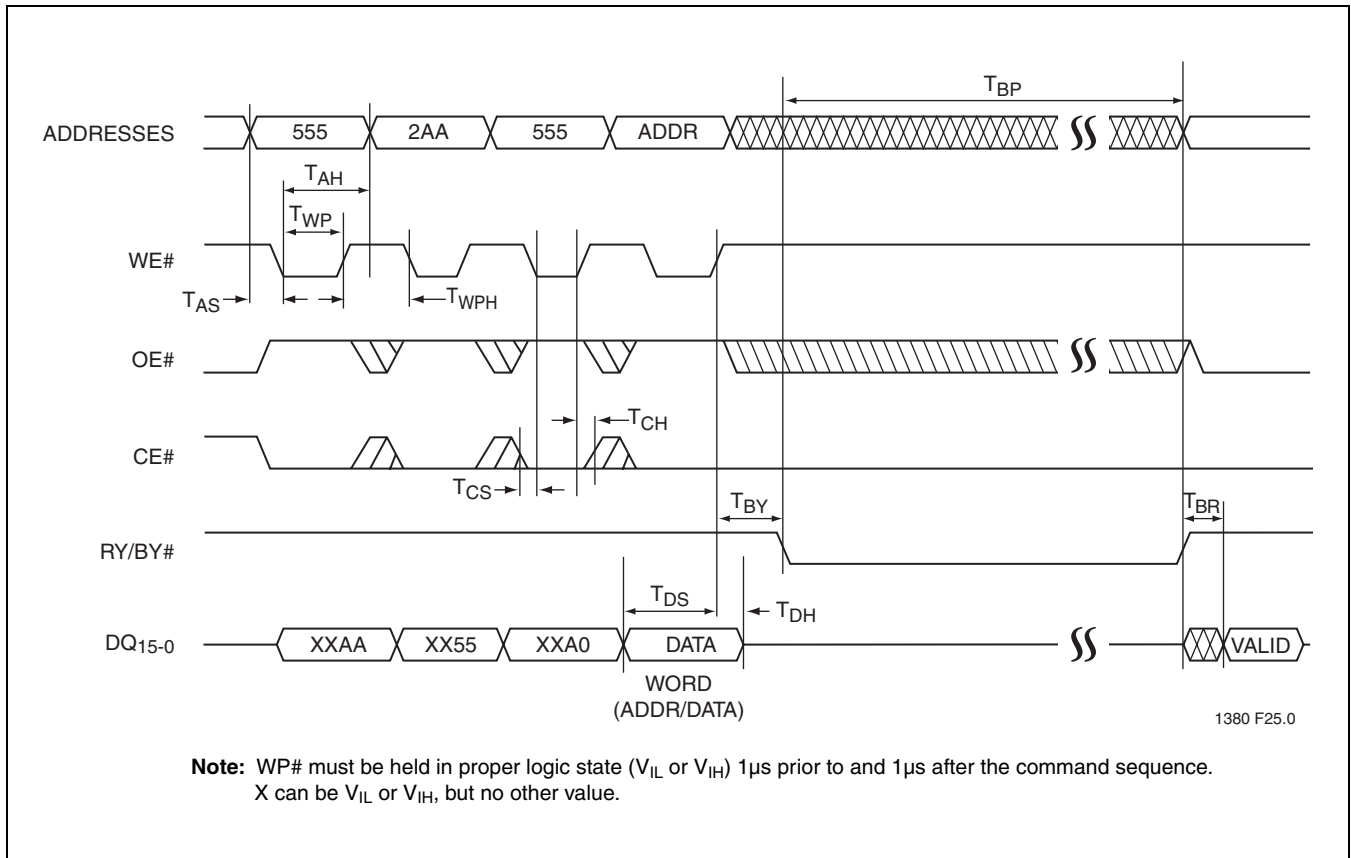 TBP
ADDRESSES 555 2AA 555 ADDR
TAH
TWP
WE#
TAS TWPH
OE#
TCH
CE#
TCS
TBY TBR
RY/BY#
TDS TDH
DQ15-0 XXAA XX55 XXA0 DATA VALID
WORD
(ADDR/DATA)
1380 F25.0
Note: WP# must be held in proper logic state (VIL or VIH) 1µs prior to and 1µs after the command sequence.
X can be VIL or VIH, but no other value.